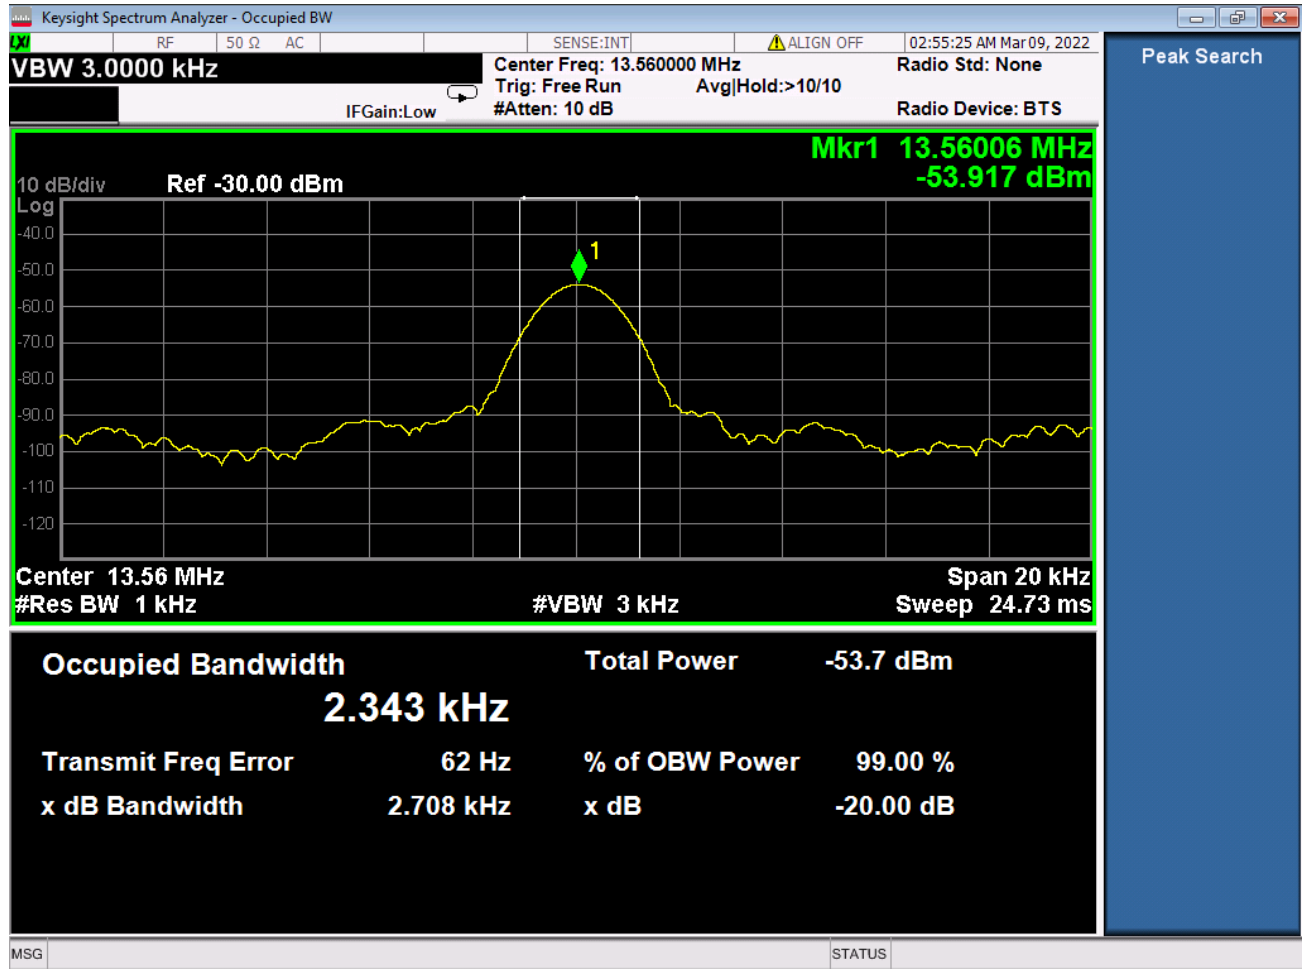 Keysight Spectrum Analyzer - Occupied BW
LXI RF 50 Ω AC SENSE:INT ALIGN OFF 02:55:25 AM Mar 09, 2022
VBW 3.0000 kHz
Center Freq: 13.560000 MHz Radio Std: None
Trig: Free Run Avg|Hold:>10/10
IFGain:Low #Atten: 10 dB Radio Device: BTS
Peak Search
Mkr1 13.56006 MHz
-53.917 dBm
10 dB/div Ref -30.00 dBm
Log
-40.0
1
-50.0
-60.0
-70.0
-80.0
-90.0
-100
-110
-120
Center 13.56 MHz Span 20 kHz
#Res BW 1 kHz #VBW 3 kHz Sweep 24.73 ms
Occupied Bandwidth Total Power -53.7 dBm
2.343 kHz
Transmit Freq Error 62 Hz % of OBW Power 99.00 %
x dB Bandwidth 2.708 kHz x dB -20.00 dB
MSG STATUS